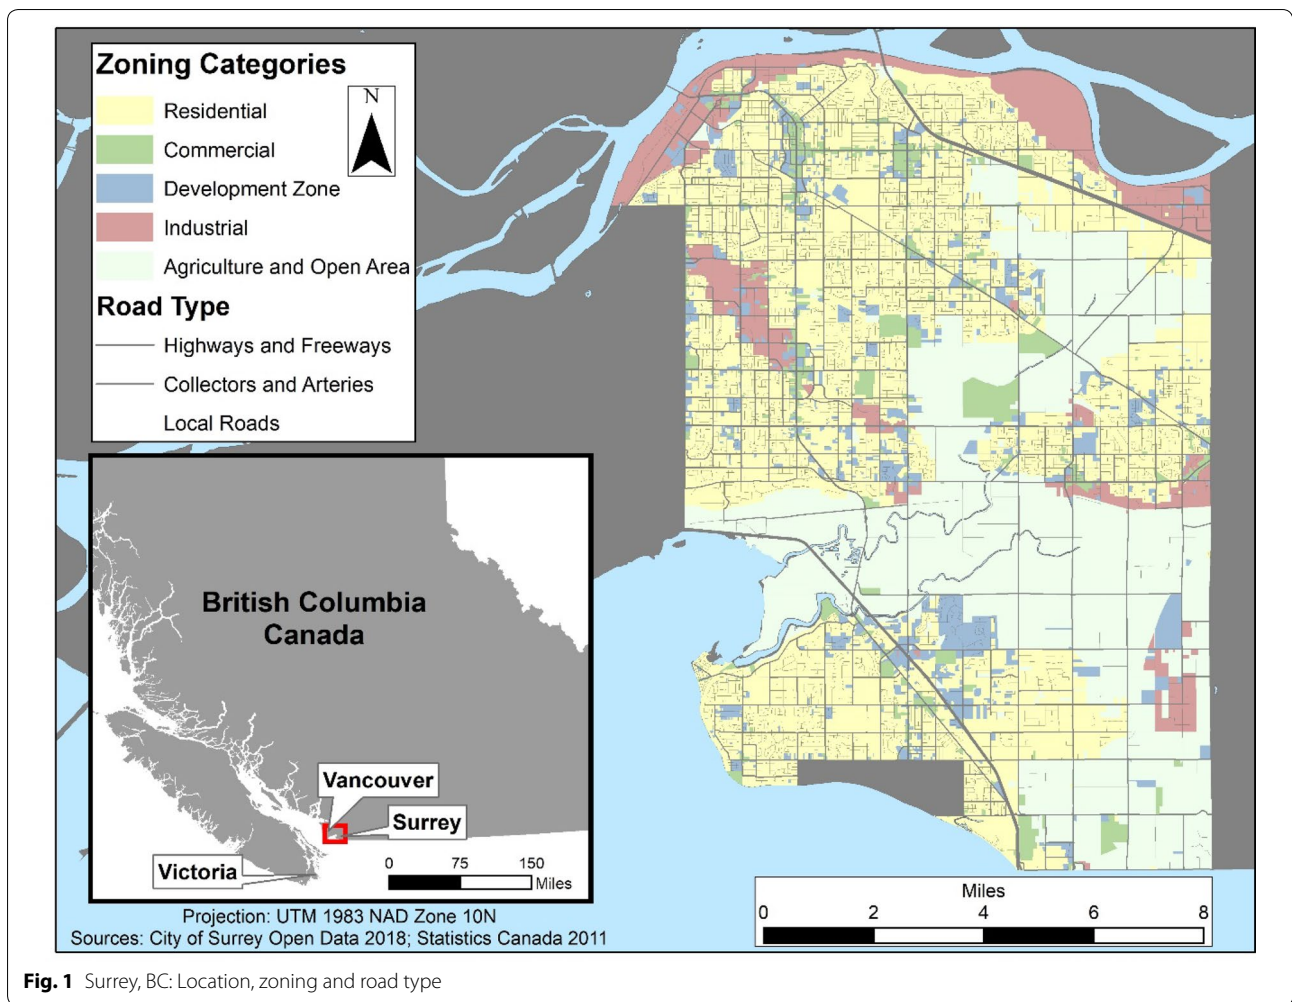 Zoning Categories
N
Residential
Commercial
Development Zone
Industrial
Agriculture and Open Area
Road Type
Highways and Freeways
Collectors and Arteries
Local Roads
British Columbia
Canada
Vancouver
Surrey
Victoria
0 75 150
Miles
Projection: UTM 1983 NAD Zone 10N
Sources: City of Surrey Open Data 2018; Statistics Canada 2011
Miles
0 2 4 6 8
Fig. 1 Surrey, BC: Location, zoning and road type